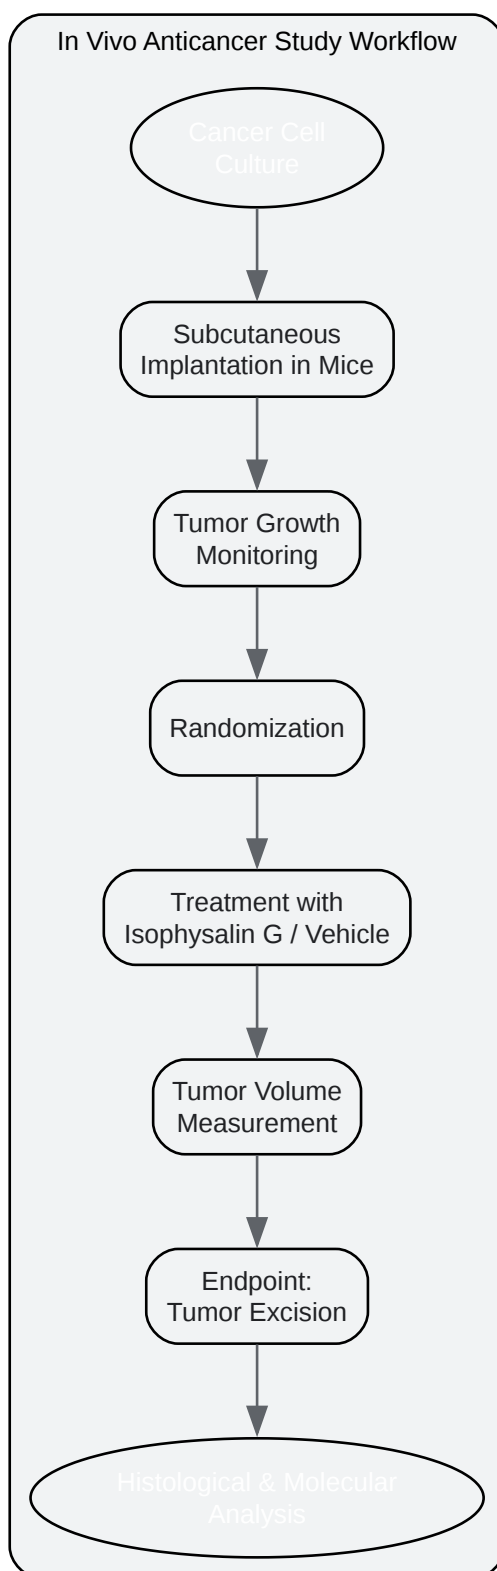 In Vivo Anticancer Study Workflow
Cancer Cell
Culture
Subcutaneous
Implantation in Mice
Tumor Growth
Monitoring
Randomization
Treatment with
Isophysalin G / Vehicle
Tumor Volume
Measurement
Endpoint:
Tumor Excision
Histological & Molecular
Analysis